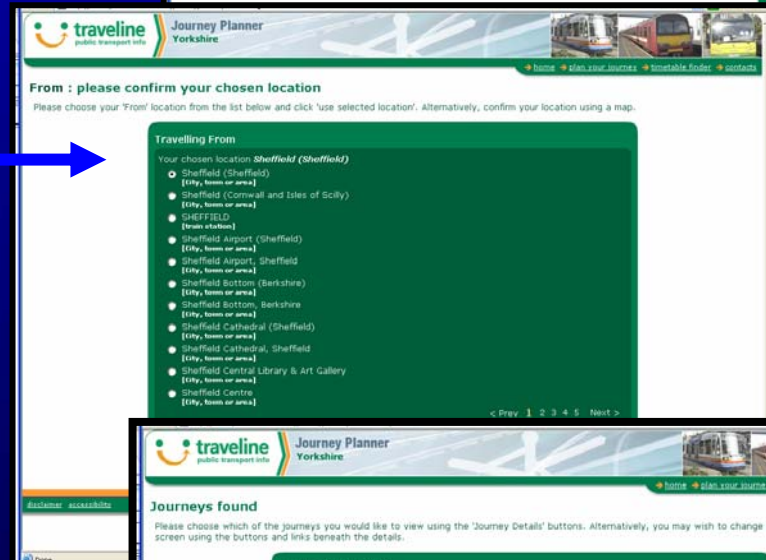 traveline
public transport info
Journey Planner
Yorkshire
home plan your journey timetable finder contacts
From : please confirm your chosen location
Please choose your 'From' location from the list below and click 'use selected location'. Alternatively, confirm your location using a map.
Travelling From
Your chosen location Sheffield (Sheffield)
Sheffield (Sheffield)
[City, town or area]
Sheffield (Cornwall and Isles of Scilly)
[City, town or area]
SHEFFIELD
[train station]
Sheffield Airport (Sheffield)
[City, town or area]
Sheffield Airport, Sheffield
[City, town or area]
Sheffield Bottom (Berkshire)
[City, town or area]
Sheffield Bottom, Berkshire
[City, town or area]
Sheffield Cathedral (Sheffield)
[City, town or area]
Sheffield Cathedral, Sheffield
[City, town or area]
Sheffield Central Library & Art Gallery
[City, town or area]
Sheffield Centre
[City, town or area]
< Prev 1 2 3 4 5 Next >
disclaimer accessibility
Done
traveline
public transport info
Journey Planner
Yorkshire
home plan your journe
Journeys found
Please choose which of the journeys you would like to view using the 'Journey Details' buttons. Alternatively, you may wish to change
screen using the buttons and links beneath the details.